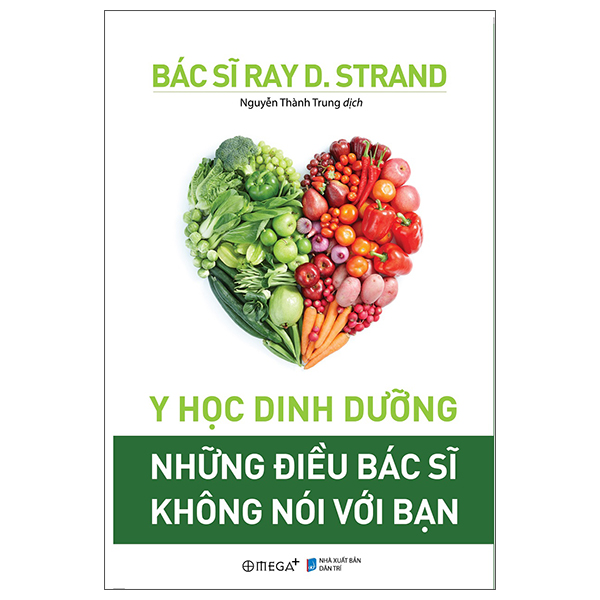 BÁC SĨ RAY D. STRAND
Nguyễn Thành Trung dịch
Y HỌC DINH DƯỠNG
NHỮNG ĐIỀU BÁC SĨ
KHÔNG NÓI VỚI BẠN
OMEGA+
NHÀ XUẤT BẢN
DÂN TRÍ